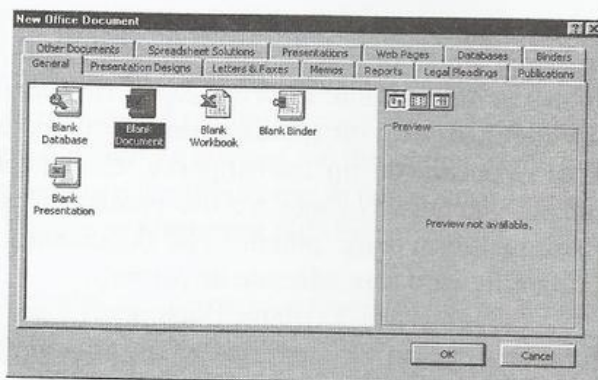 New Office Document
Other Documents Spreadsheet Solutions Presentations Web Pages Databases Binders
General Presentation Designs Letters & Faxes Memos Reports Legal Pleadings Publications
Blank Database
Blank Document
Blank Workbook
Blank Binder
Blank Presentation
Preview
Preview not available.
OK Cancel